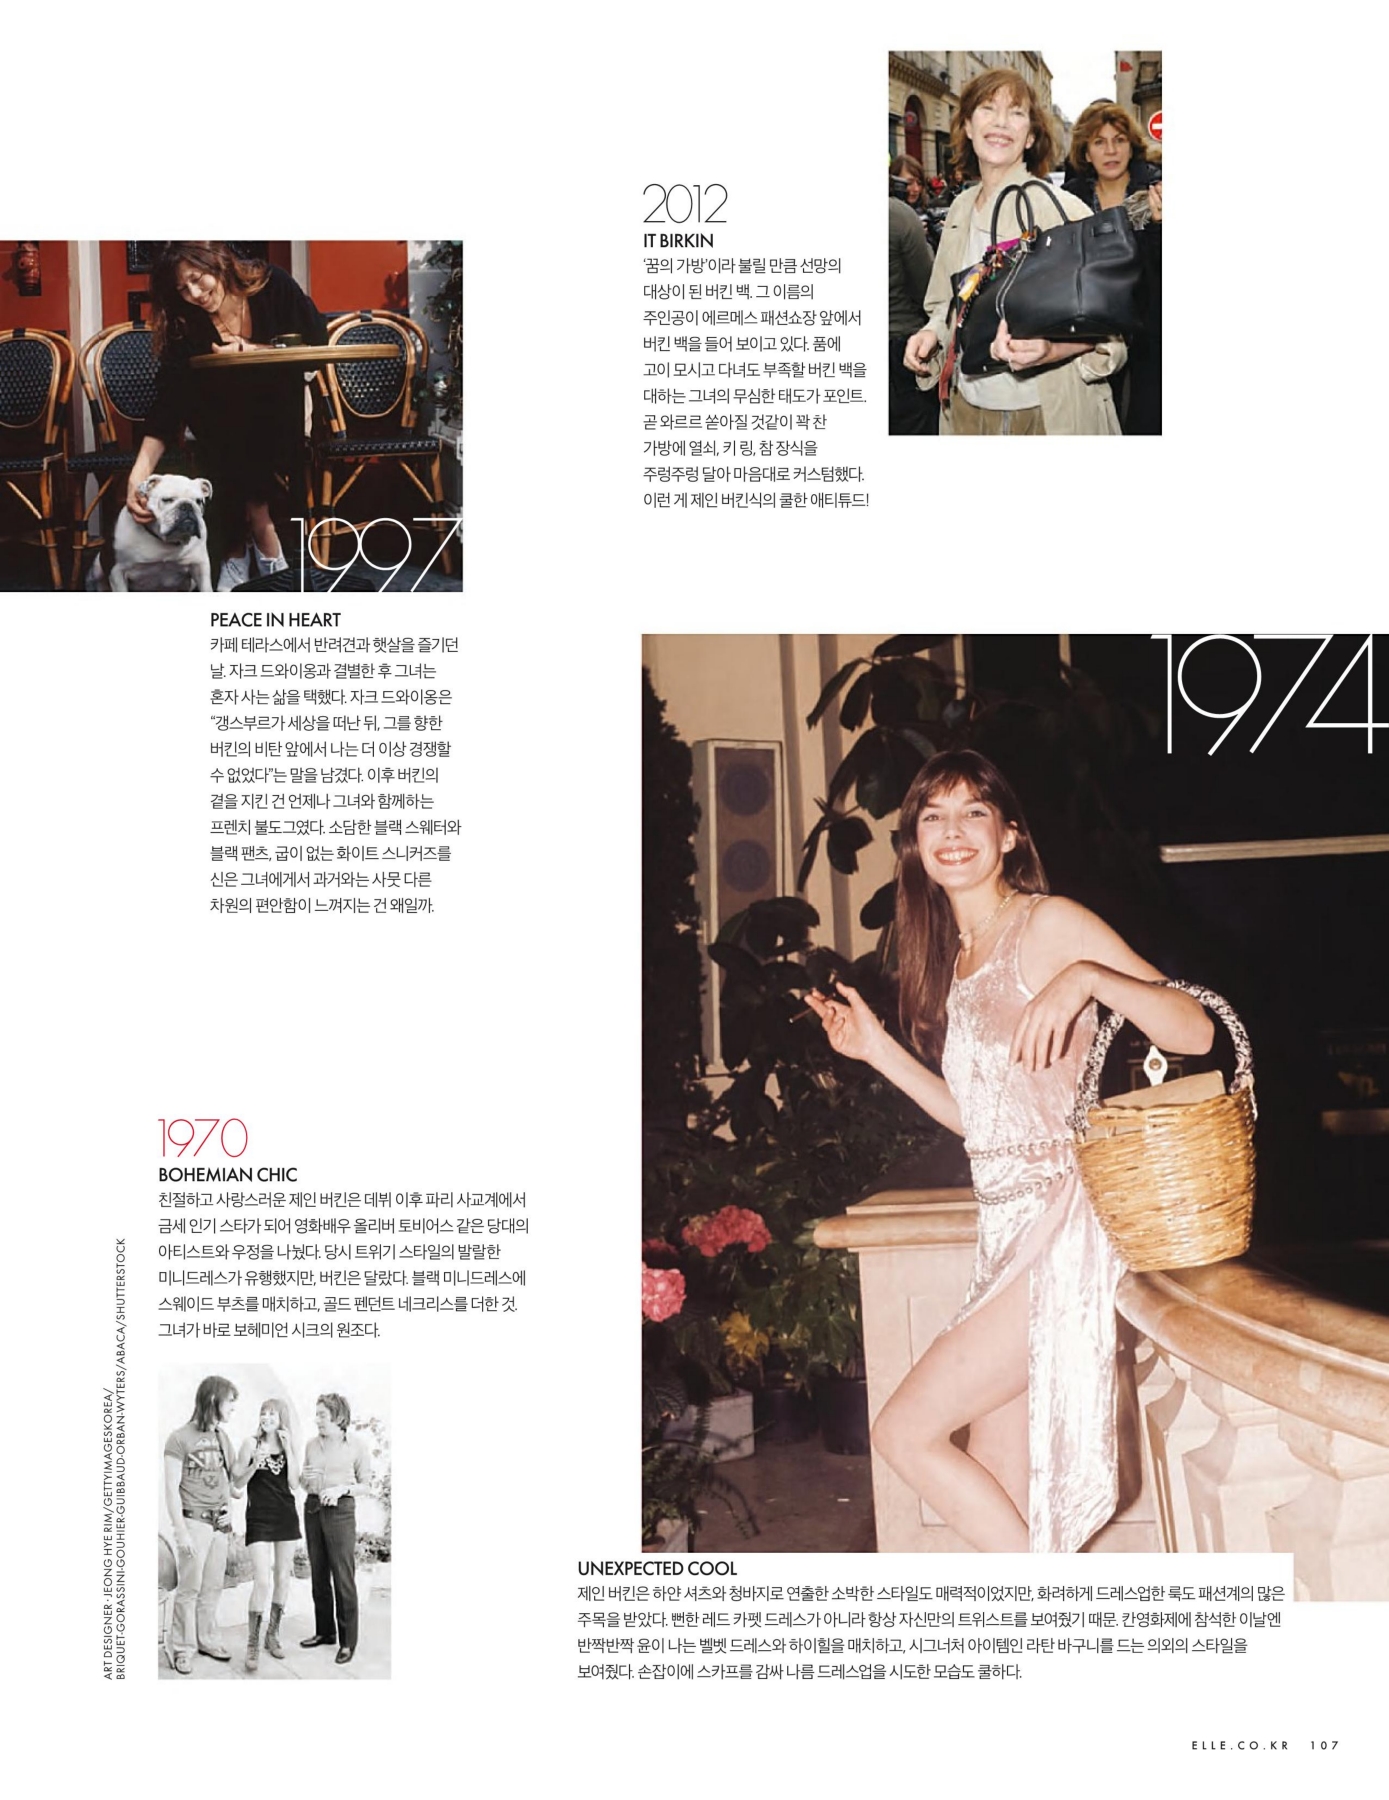 2012
IT BIRKIN
‘꿈의 가방’이라 불릴 만큼 선망의
대상이 된 버킨 백. 그 이름의
주인공이 에르메스 패션쇼장 앞에서
버킨 백을 들어 보이고 있다. 품에
고이 모시고 다녀도 부족할 버킨 백을
대하는 그녀의 무심한 태도가 포인트.
곧 와르르 쏟아질 것같이 꽉 찬
가방에 열쇠, 키 링, 참 장식을
주렁주렁 달아 마음대로 커스텀했다.
이런 게 제인 버킨식의 쿨한 애티튜드!
1997
PEACE IN HEART
카페 테라스에서 반려견과 햇살을 즐기던
날. 자크 드와이옹과 결별한 후 그녀는
혼자 사는 삶을 택했다. 자크 드와이옹은
“갱스부르가 세상을 떠난 뒤, 그를 향한
버킨의 비탄 앞에서 나는 더 이상 경쟁할
수 없었다”는 말을 남겼다. 이후 버킨의
곁을 지킨 건 언제나 그녀와 함께하는
프렌치 불도그였다. 소담한 블랙 스웨터와
블랙 팬츠, 굽이 없는 화이트 스니커즈를
신은 그녀에게서 과거와는 사뭇 다른
차원의 편안함이 느껴지는 건 왜일까.
1970
BOHEMIAN CHIC
친절하고 사랑스러운 제인 버킨은 데뷔 이후 파리 사교계에서
금세 인기 스타가 되어 영화배우 올리버 토비어스 같은 당대의
아티스트와 우정을 나눴다. 당시 트위기 스타일의 발랄한
미니드레스가 유행했지만, 버킨은 달랐다. 블랙 미니드레스에
스웨이드 부츠를 매치하고, 골드 펜던트 네크리스를 더한 것.
그녀가 바로 보헤미언 시크의 원조다.
1974
UNEXPECTED COOL
제인 버킨은 하얀 셔츠와 청바지로 연출한 소박한 스타일도 매력적이었지만, 화려하게 드레스업한 룩도 패션계의 많은
주목을 받았다. 뻔한 레드 카펫 드레스가 아니라 항상 자신만의 트위스트를 보여줬기 때문. 칸영화제에 참석한 이날엔
반짝반짝 윤이 나는 벨벳 드레스와 하이힐을 매치하고, 시그너처 아이템인 라탄 바구니를 드는 의외의 스타일을
보여줬다. 손잡이에 스카프를 감싸 나름 드레스업을 시도한 모습도 쿨하다.
ART DESIGNER · JEONG HYE RIM/GETTYIMAGESKOREA/
BRIQUET-GORASSINI-GOUHIER-GUIBBAUD-ORBAN-WYTERS/ABACA/SHUTTERSTOCK
ELLE.CO.KR 107